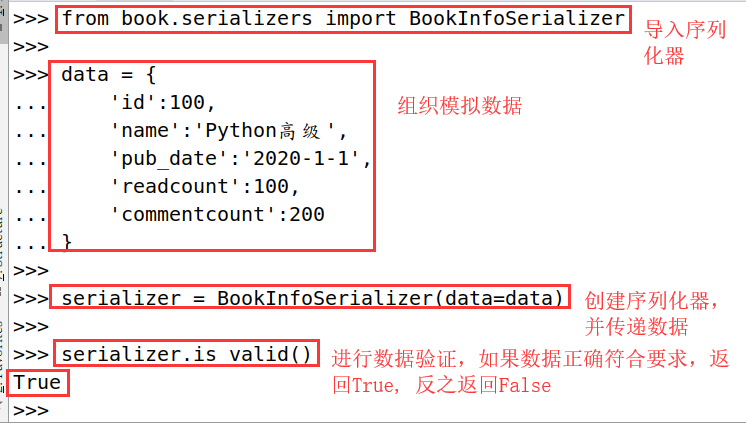 >>> from book.serializers import BookInfoSerializer
导入序列
化器
>>>
>>> data = {
... 'id':100,
组织模拟数据
... 'name':'Python高级',
... 'pub_date':'2020-1-1',
... 'readcount':100,
... 'commentcount':200
... }
>>>
>>> serializer = BookInfoSerializer(data=data)
创建序列化器，
并传递数据
>>>
>>> serializer.is_valid()
进行数据验证，如果数据正确符合要求，返
回True, 反之返回False
True
>>>